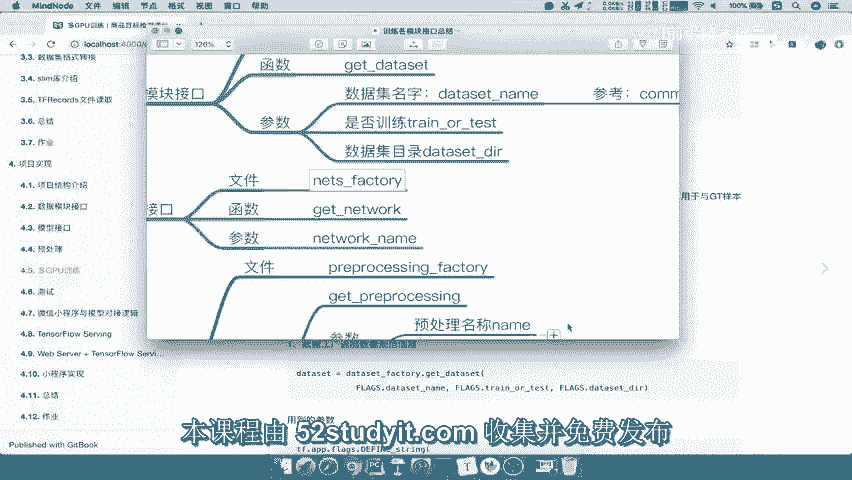 MindNode 文件 编辑 节点 格式 视图 窗口 帮助
100%
多GPU训练 | 商品目标检测
localhost:4000/
训练各模块接口总结
126%
3.3. 数据集格式转换
3.4. slim库介绍
3.5. TFRecords文件读取
3.6. 总结
3.7. 作业
4. 项目实现
4.1. 项目结构介绍
4.2. 数据模块接口
4.3. 模型接口
4.4. 预处理
4.5. 多GPU训练
4.6. 测试
4.7. 微信小程序与模型对接逻辑
4.8. TensorFlow Serving
4.9. Web Server + TensorFlow Servi...
4.10. 小程序实现
4.11. 总结
4.12. 作业
Published with GitBook
函数 get_dataset
模块接口
参数
数据集名字：dataset_name 参考：comm
是否训练train_or_test
数据集目录dataset_dir
文件 nets_factory
接口 函数 get_network
参数 network_name
文件 preprocessing_factory
get_preprocessing
参数 预处理名称name
用于与GT样本
dataset = dataset_factory.get_dataset(
FLAGS.dataset_name, FLAGS.train_or_test, FLAGS.dataset_dir)
用到的参数
tf.app.flags.DEFINE_string(
本课程由 52studyit.com 收集并免费发布